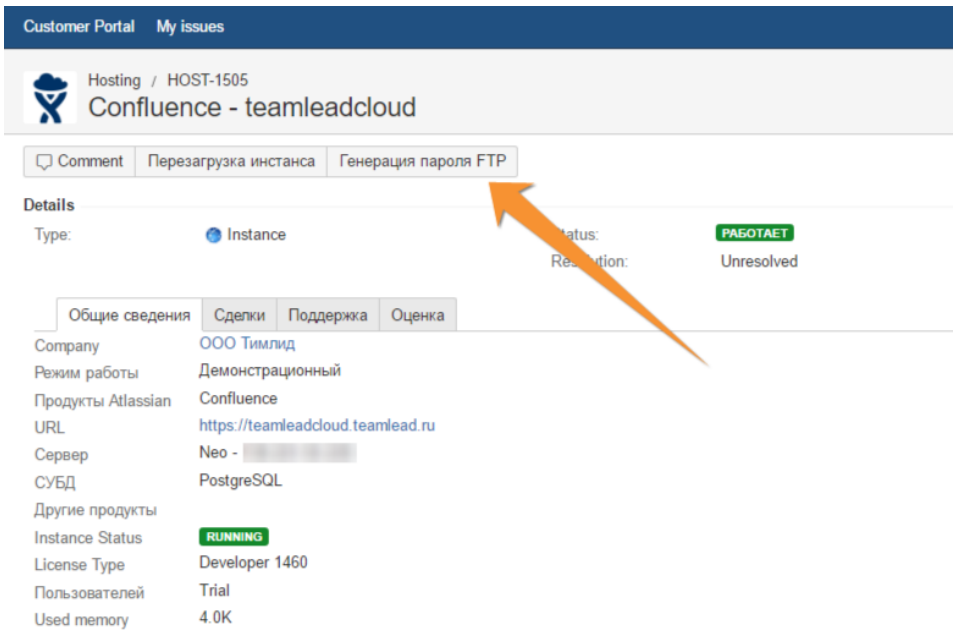 Customer Portal My issues
Hosting / HOST-1505
Confluence - teamleadcloud
Comment Перезагрузка инстанса Генерация пароля FTP
Details
Type: Instance Status: РАБОТАЕТ
Resolution: Unresolved
Общие сведения Сделки Поддержка Оценка
Company ООО Тимлид
Режим работы Демонстрационный
Продукты Atlassian Confluence
URL https://teamleadcloud.teamlead.ru
Сервер Neo -
СУБД PostgreSQL
Другие продукты
Instance Status RUNNING
License Type Developer 1460
Пользователей Trial
Used memory 4.0K